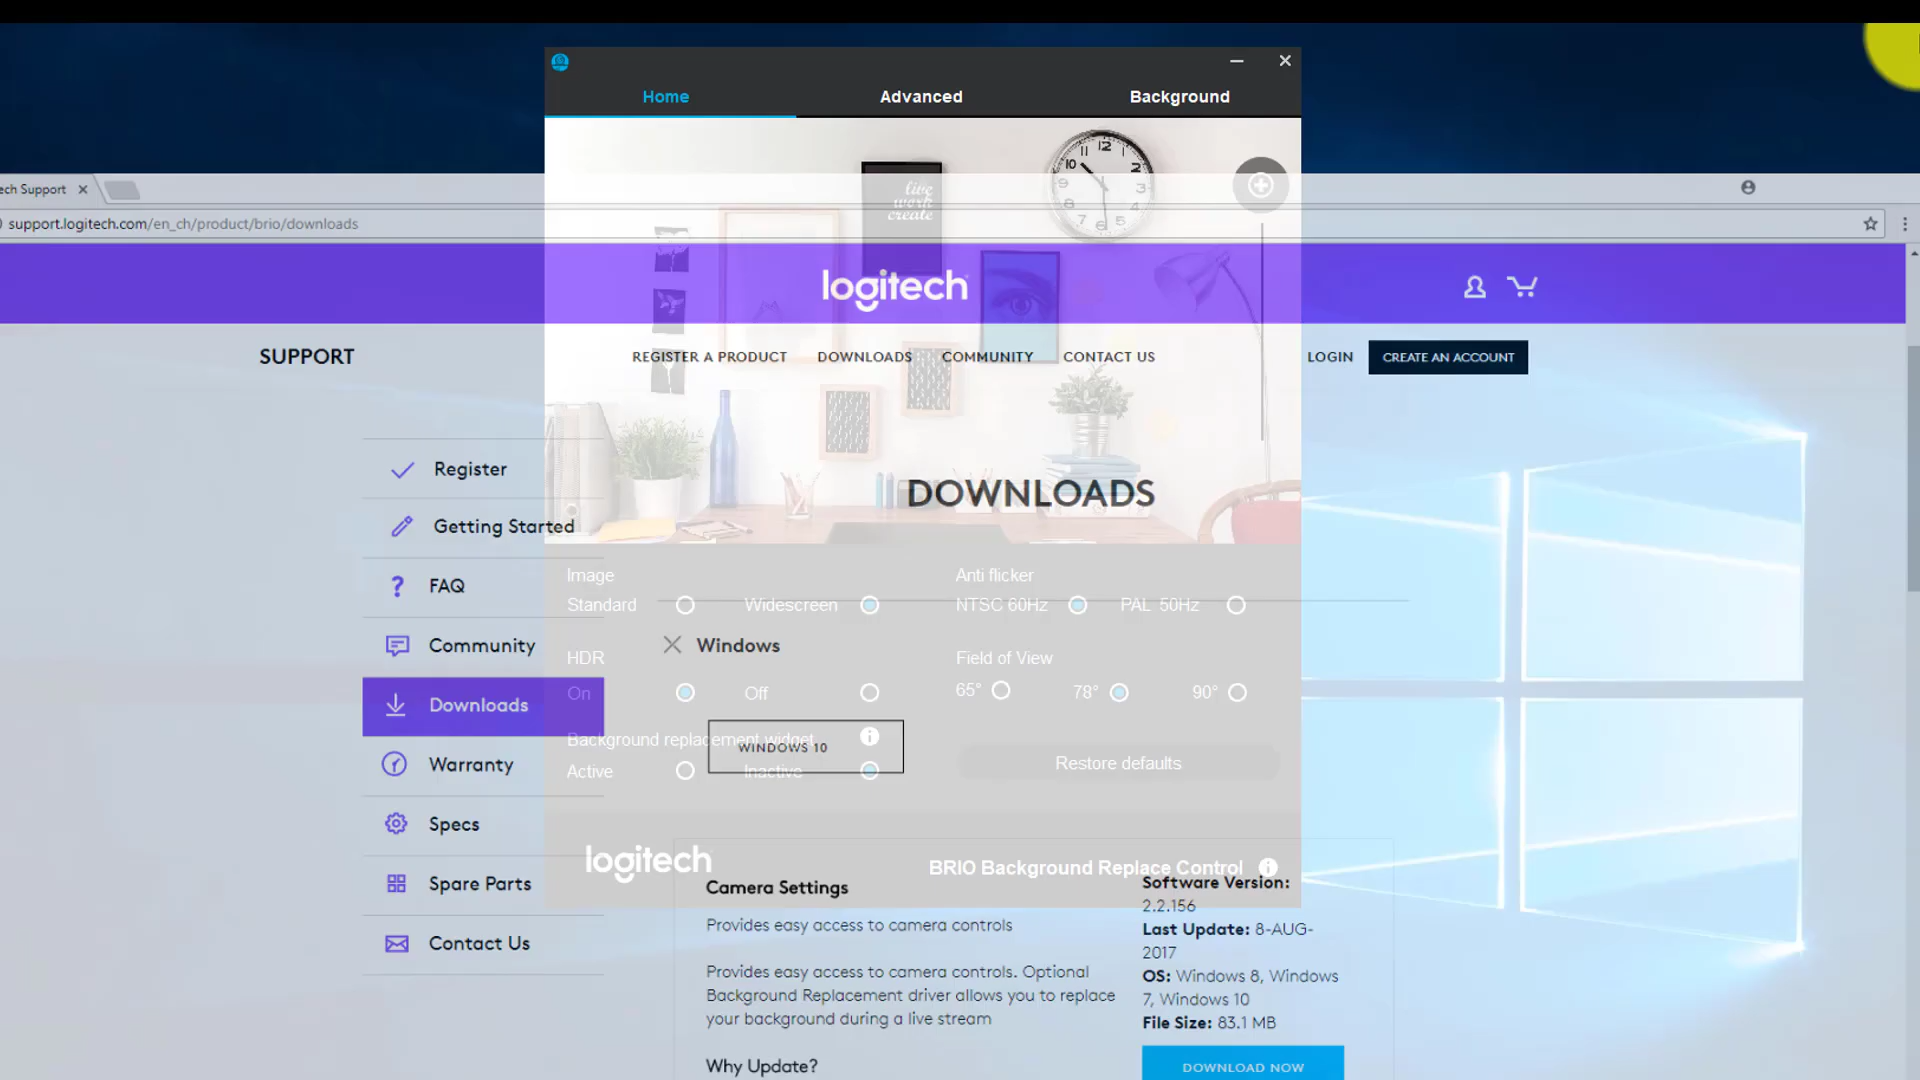 Home
Advanced
Background
live
work
create
ech Support
support.logitech.com/en_ch/product/brio/downloads
logitech
SUPPORT
REGISTER A PRODUCT
DOWNLOADS
COMMUNITY
CONTACT US
LOGIN
CREATE AN ACCOUNT
Register
Getting Started
FAQ
Community
Downloads
Warranty
Specs
Spare Parts
Contact Us
DOWNLOADS
Image
Standard
Widescreen
Anti flicker
NTSC 60Hz
PAL 50Hz
Windows
HDR
On
Off
Field of View
65°
78°
90°
Background replacement widget
WINDOWS 10
Active
Inactive
Restore defaults
logitech
BRIO Background Replace Control
Camera Settings
Provides easy access to camera controls
Provides easy access to camera controls. Optional
Background Replacement driver allows you to replace
your background during a live stream
Why Update?
Software Version:
2.2.156
Last Update: 8-AUG-
2017
OS: Windows 8, Windows
7, Windows 10
File Size: 83.1 MB
DOWNLOAD NOW